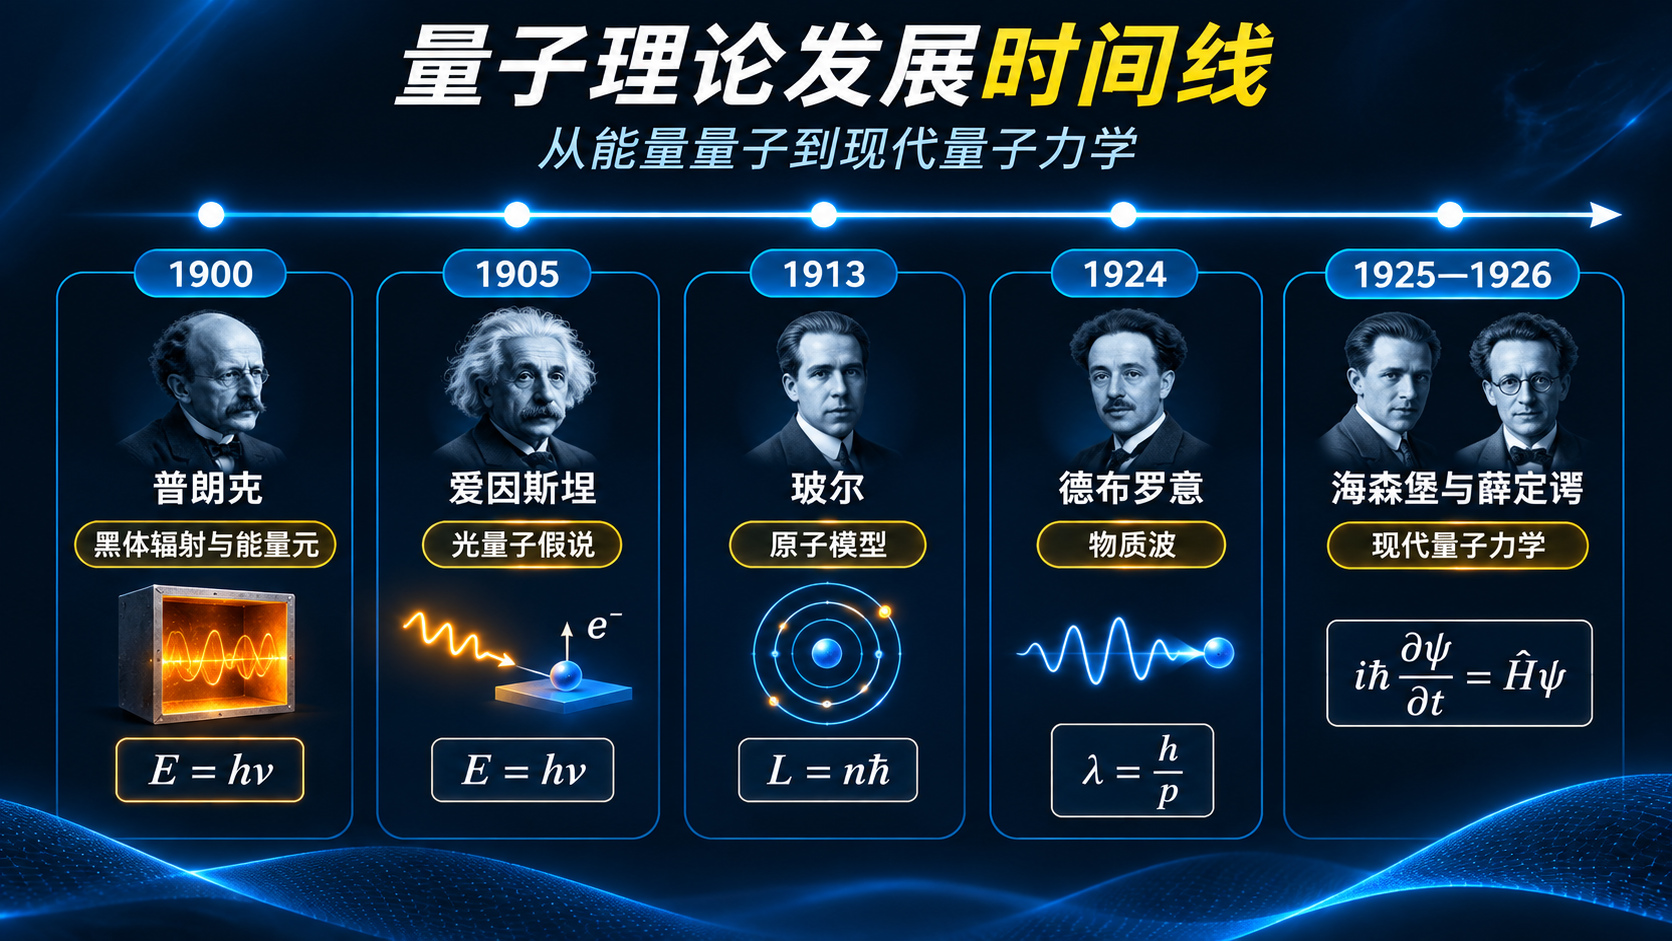 量子理论发展时间线
从能量量子到现代量子力学
1900
普朗克
黑体辐射与能量元
E = hν
1905
爱因斯坦
光量子假说
e⁻
E = hν
1913
玻尔
原子模型
L = nħ
1924
德布罗意
物质波
λ = h/p
1925—1926
海森堡与薛定谔
现代量子力学
iħ ∂ψ/∂t = Ĥψ